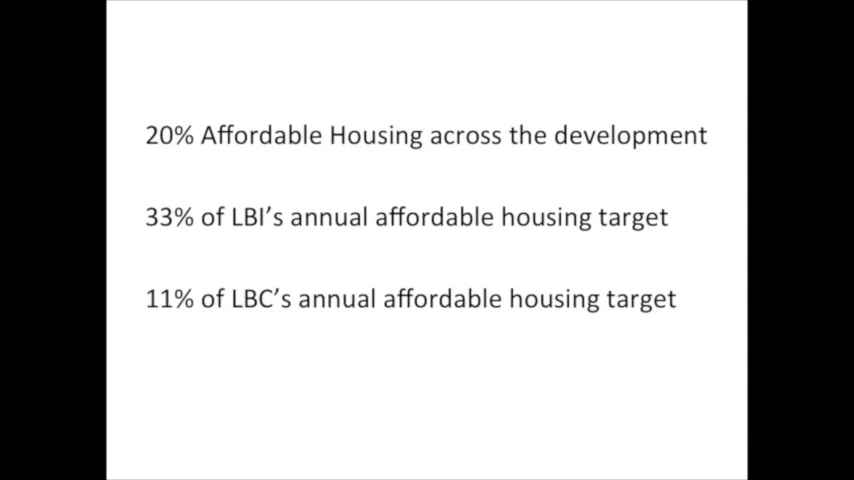 20% Affordable Housing across the development
33% of LBI’s annual affordable housing target
11% of LBC’s annual affordable housing target